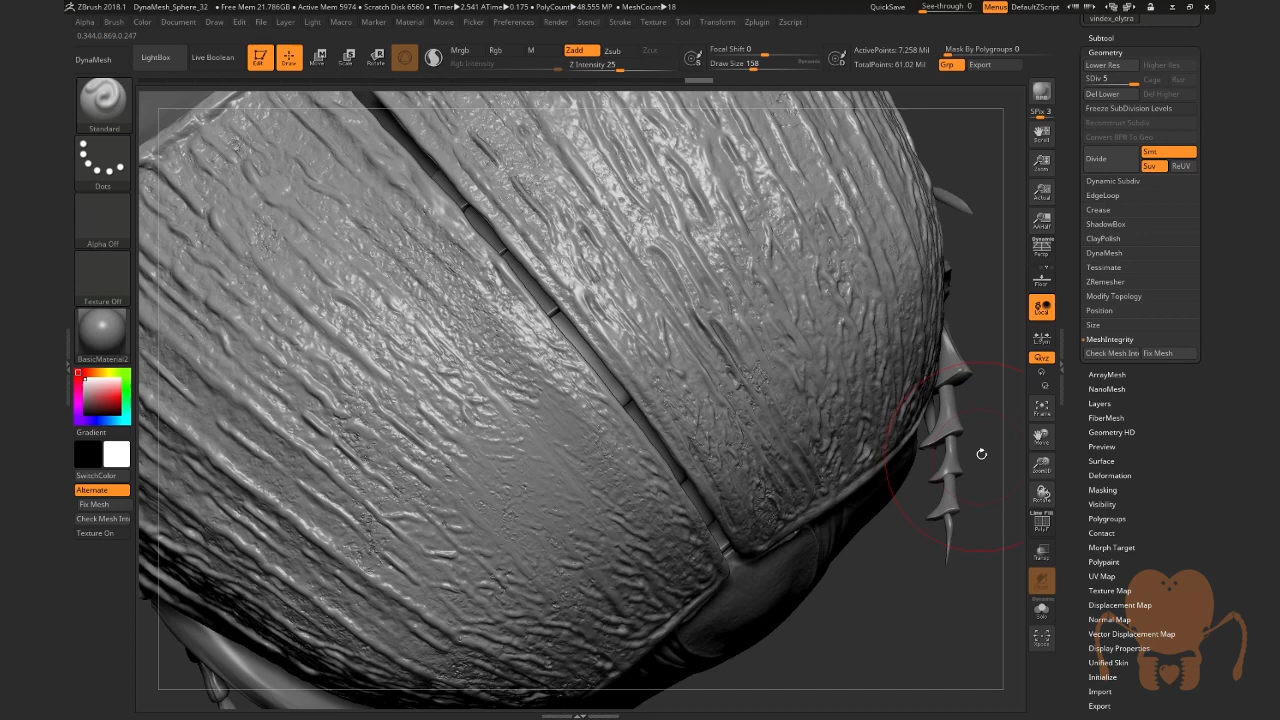 ZBrush 2018.1 DynaMesh_Sphere_32 • Free Mem 21.786GB • Active Mem 5974 • Scratch Disk 6560 • Timer▶2.541 ATime▶0.175 • PolyCount▶48.555 MP • MeshCount▶18 QuickSave See-through 0 Menus DefaultZScript
Alpha Brush Color Document Draw Edit File Layer Light Macro Marker Material Movie Picker Preferences Render Stencil Stroke Texture Tool Transform Zplugin Zscript
0.344,0.869,0.247
DynaMesh LightBox Live Boolean Edit Draw Move Scale Rotate Mrgb Rgb M Zadd Zsub Zcut Focal Shift 0 ActivePoints: 7.258 Mil Mask By Polygroups 0
Rgb Intensity Z Intensity 25 Draw Size 158 Dynamic TotalPoints: 61.02 Mil Grp Export
Standard
Dots
Alpha Off
Texture Off
BasicMaterial2
Gradient
SwitchColor
Alternate
Fix Mesh
Check Mesh Inte
Texture On
BPR
SPix 3
Scroll
Zoom
Actual
AAHalf
Dynamic
Persp
Floor
Local
L.Sym
Frame
Move
Zoom3D
Rotate
Line Fill
PolyF
Transp
Dynamic
Solo
Xpose
vindex_elytra
Subtool
Geometry
Lower Res Higher Res
SDiv 5 Cage Rstr
Del Lower Del Higher
Freeze SubDivision Levels
Reconstruct Subdiv
Convert BPR To Geo
Divide Smt
Suv ReUV
Dynamic Subdiv
EdgeLoop
Crease
ShadowBox
ClayPolish
DynaMesh
Tessimate
ZRemesher
Modify Topology
Position
Size
MeshIntegrity
Check Mesh Inte Fix Mesh
ArrayMesh
NanoMesh
Layers
FiberMesh
Geometry HD
Preview
Surface
Deformation
Masking
Visibility
Polygroups
Contact
Morph Target
Polypaint
UV Map
Texture Map
Displacement Map
Normal Map
Vector Displacement Map
Display Properties
Unified Skin
Initialize
Import
Export